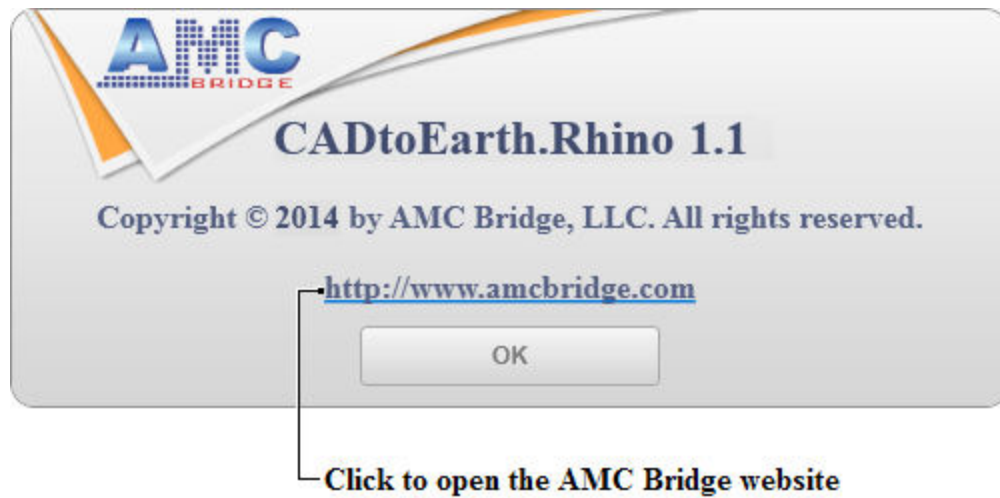 AMC
BRIDGE
CADtoEarth.Rhino 1.1
Copyright © 2014 by AMC Bridge, LLC. All rights reserved.
http://www.amcbridge.com
OK
Click to open the AMC Bridge website